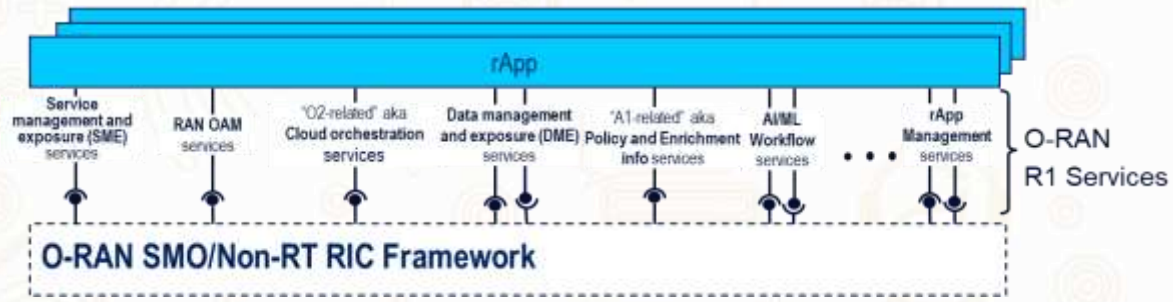 rApp
Service
management and
exposure (SME)
services
RAN OAM
services
"O2-related" aka
Cloud orchestration
services
Data management
and exposure (DME)
services
"A1-related" aka
Policy and Enrichment
info services
AI/ML
Workflow
services
• • •
rApp
Management
services
O-RAN
R1 Services
O-RAN SMO/Non-RT RIC Framework